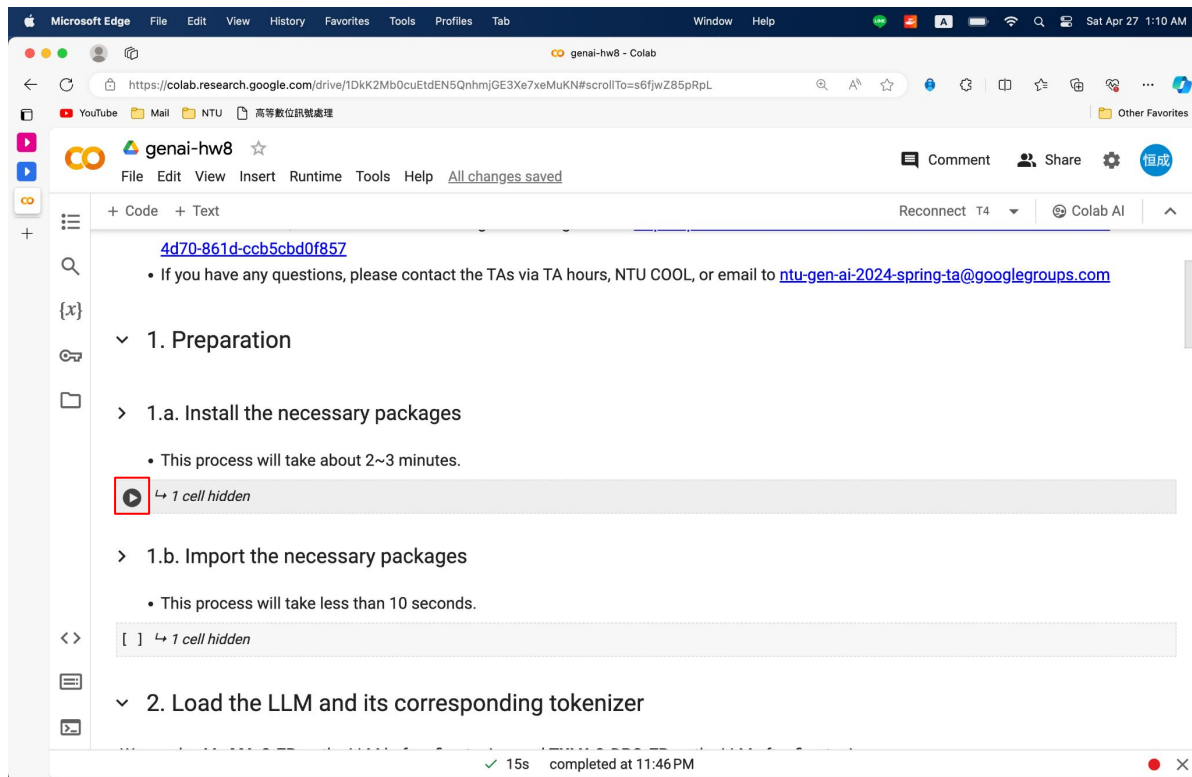 Microsoft Edge File Edit View History Favorites Tools Profiles Tab Window Help A Sat Apr 27 1:10 AM
genai-hw8 - Colab
https://colab.research.google.com/drive/1DkK2Mb0cuEtdEN5QnhmjGE3Xe7xeMuKN#scrollTo=s6fjwZ85pRpL
YouTube Mail NTU 高等數位訊號處理 Other Favorites
genai-hw8
Comment Share 恒成
File Edit View Insert Runtime Tools Help All changes saved
+ Code + Text Reconnect T4 Colab AI
4d70-861d-ccb5cbd0f857
• If you have any questions, please contact the TAs via TA hours, NTU COOL, or email to ntu-gen-ai-2024-spring-ta@googlegroups.com
1. Preparation
1.a. Install the necessary packages
• This process will take about 2~3 minutes.
1 cell hidden
1.b. Import the necessary packages
• This process will take less than 10 seconds.
[ ] 1 cell hidden
2. Load the LLM and its corresponding tokenizer
15s completed at 11:46 PM